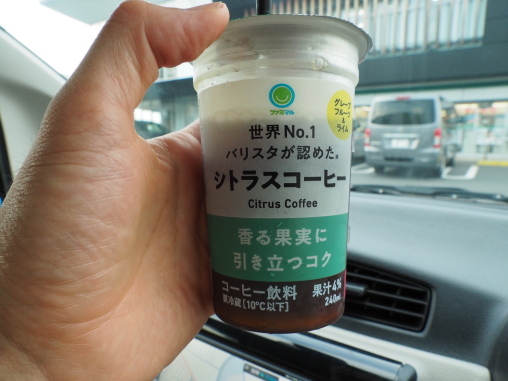 ファミマル
グレープ
フルーツ&
ライム
世界No.1
バリスタが認めた。
シトラスコーヒー
Citrus Coffee
香る果実に
引き立つコク
コーヒー飲料 果汁4%
要冷蔵[10℃以下] 240ml